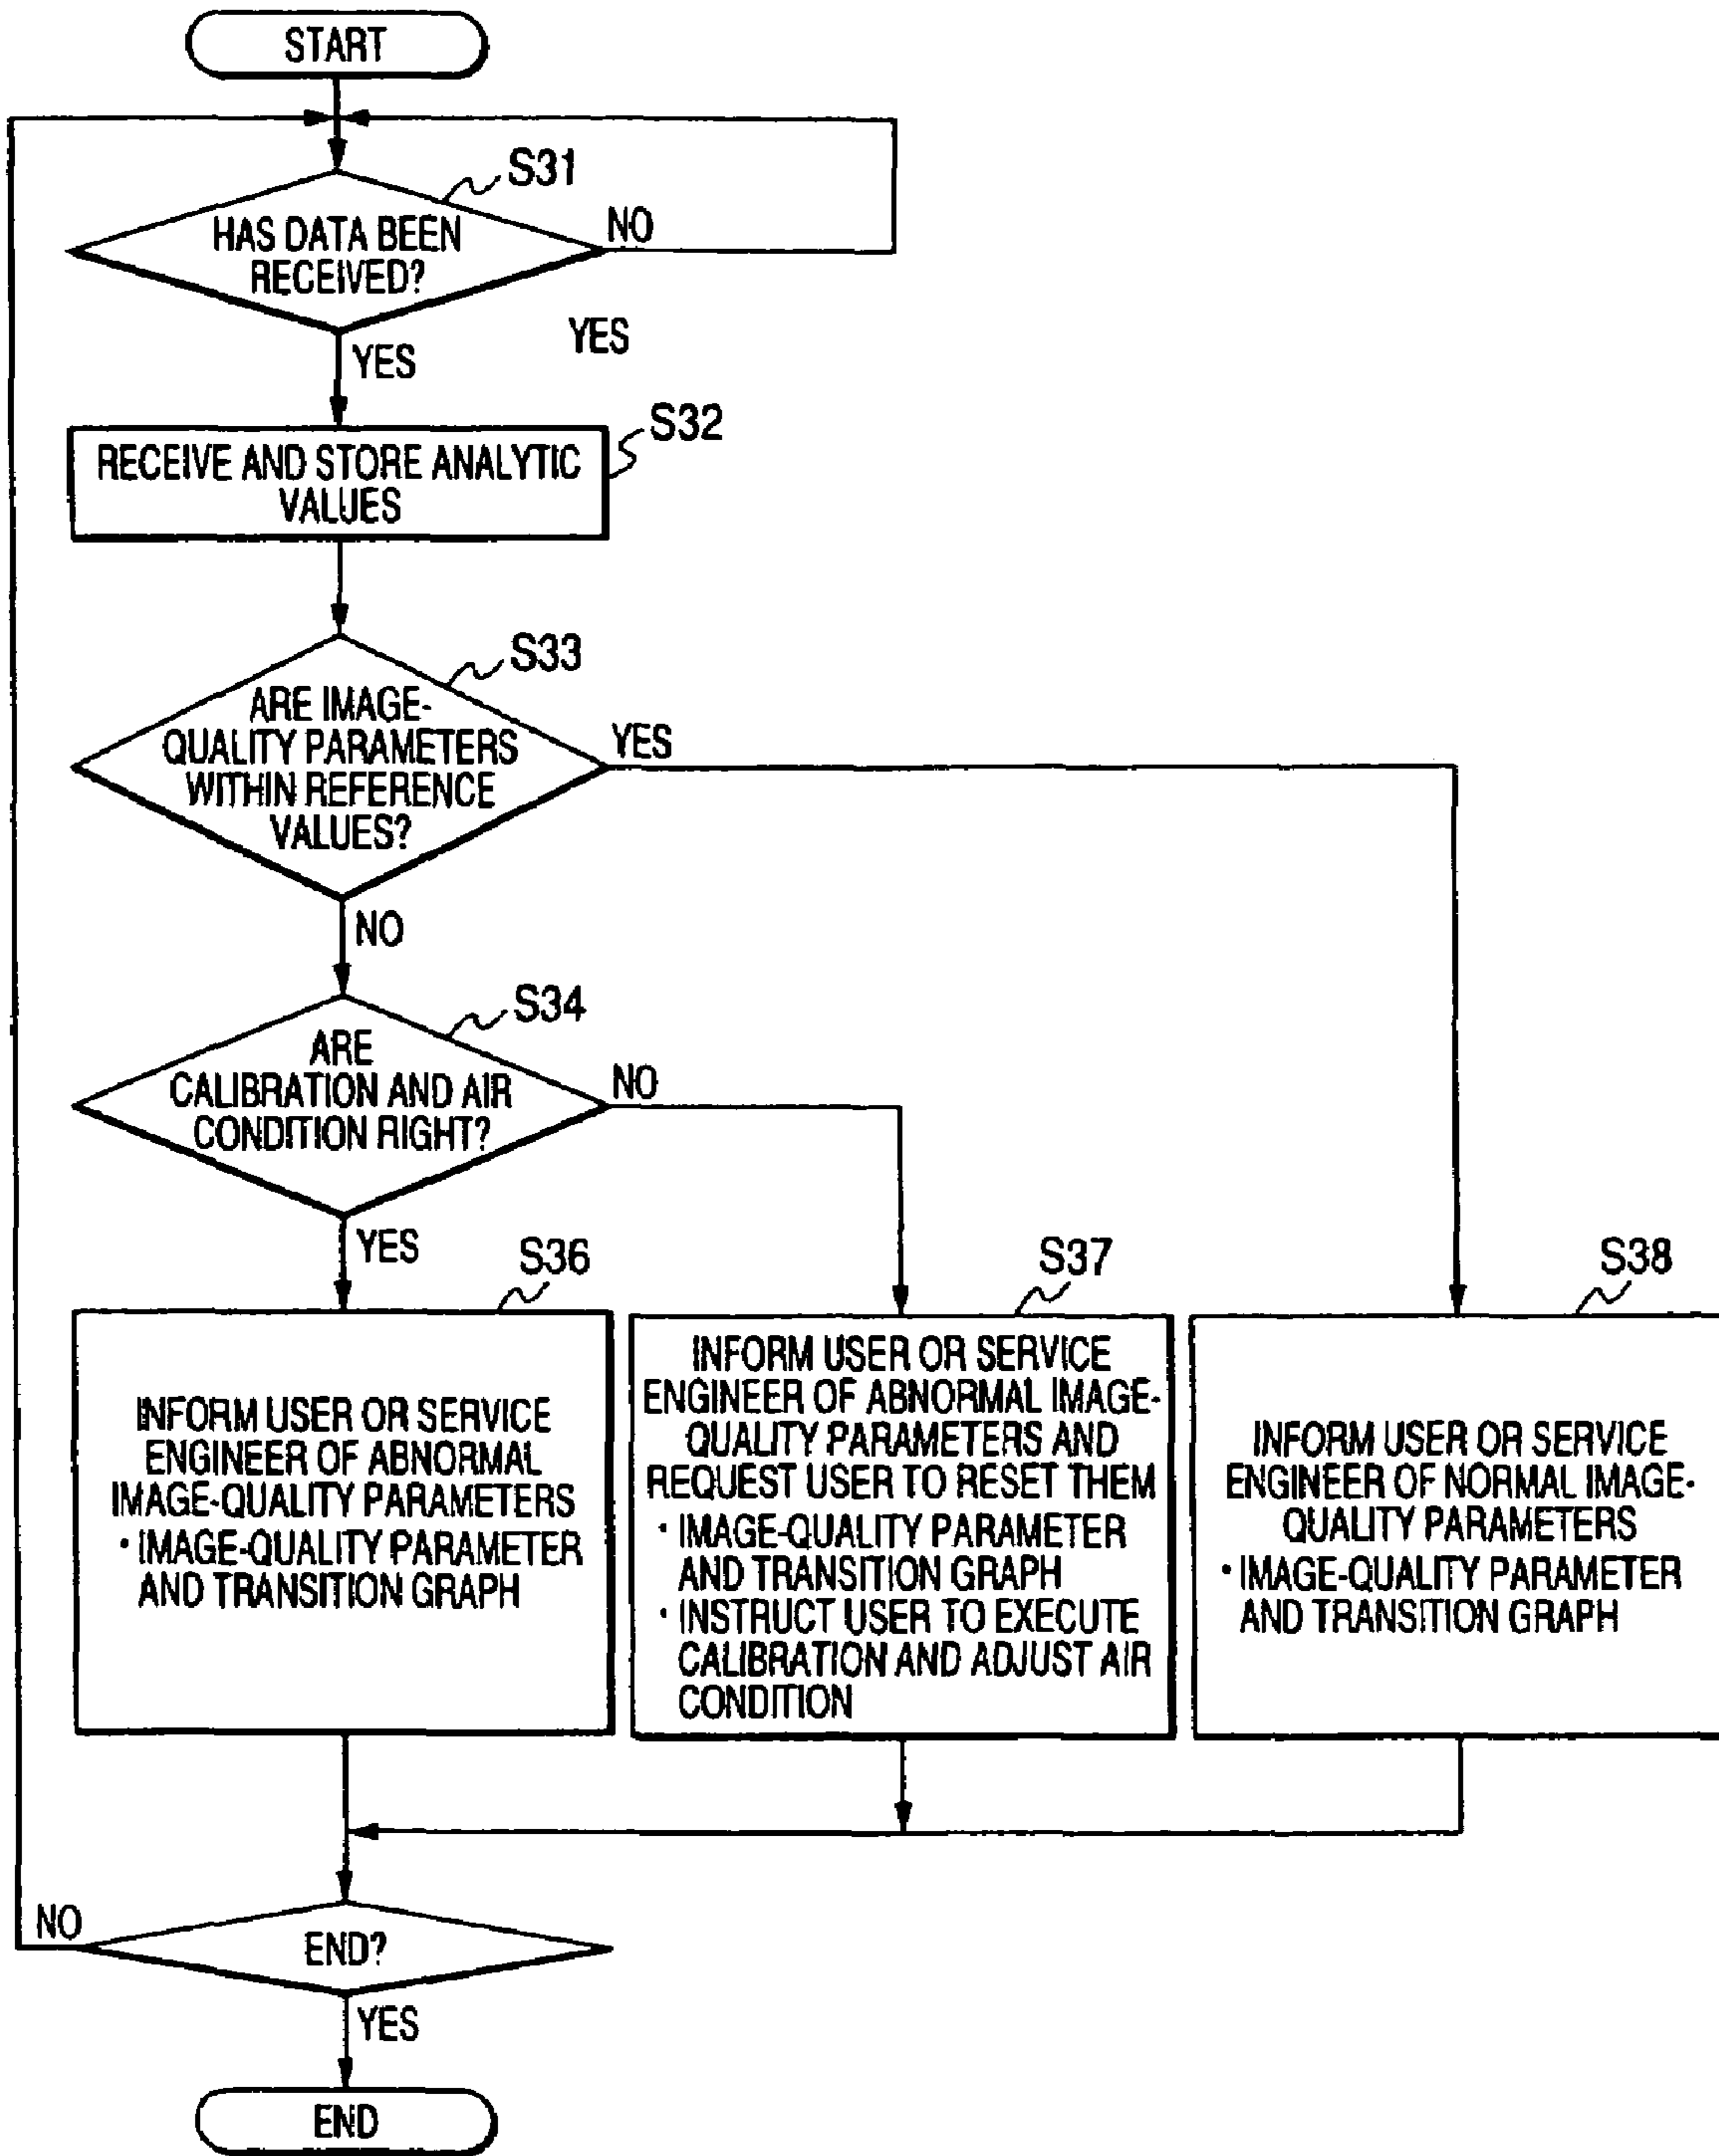 START
S31
HAS DATA BEEN
RECEIVED?
NO
YES
YES
S32
RECEIVE AND STORE ANALYTIC
VALUES
S33
ARE IMAGE-
QUALITY PARAMETERS
WITHIN REFERENCE
VALUES?
YES
NO
S34
ARE
CALIBRATION AND AIR
CONDITION RIGHT?
NO
YES
S36
INFORM USER OR SERVICE
ENGINEER OF ABNORMAL
IMAGE-QUALITY PARAMETERS
· IMAGE-QUALITY PARAMETER
AND TRANSITION GRAPH
S37
INFORM USER OR SERVICE
ENGINEER OF ABNORMAL IMAGE-
QUALITY PARAMETERS AND
REQUEST USER TO RESET THEM
· IMAGE-QUALITY PARAMETER
AND TRANSITION GRAPH
· INSTRUCT USER TO EXECUTE
CALIBRATION AND ADJUST AIR
CONDITION
S38
INFORM USER OR SERVICE
ENGINEER OF NORMAL IMAGE-
QUALITY PARAMETERS
· IMAGE-QUALITY PARAMETER
AND TRANSITION GRAPH
NO
END?
YES
END